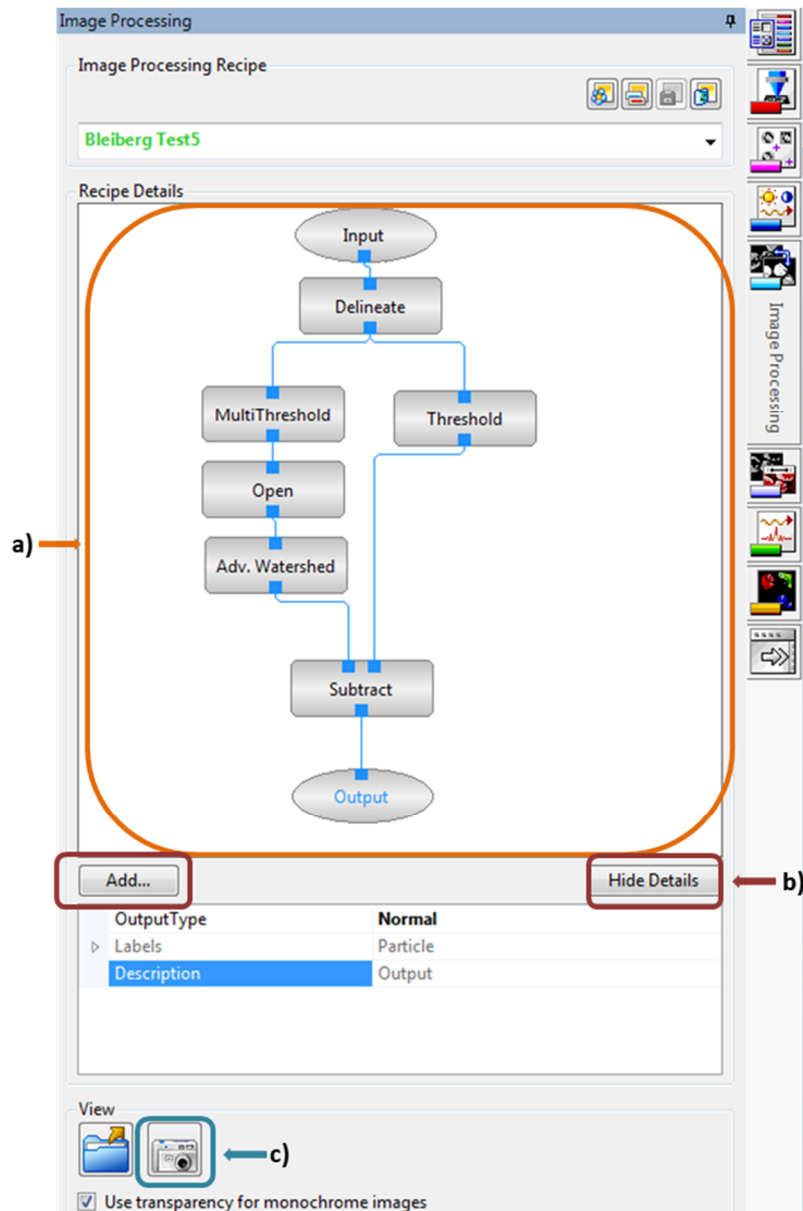 Image Processing
Image Processing Recipe
Bleiberg Test5
Recipe Details
Input
Delineate
MultiThreshold
Threshold
Open
Adv. Watershed
Subtract
Output
a)
Add...
Hide Details
b)
OutputType Normal
Labels Particle
Description Output
View
c)
Use transparency for monochrome images
Image Processing